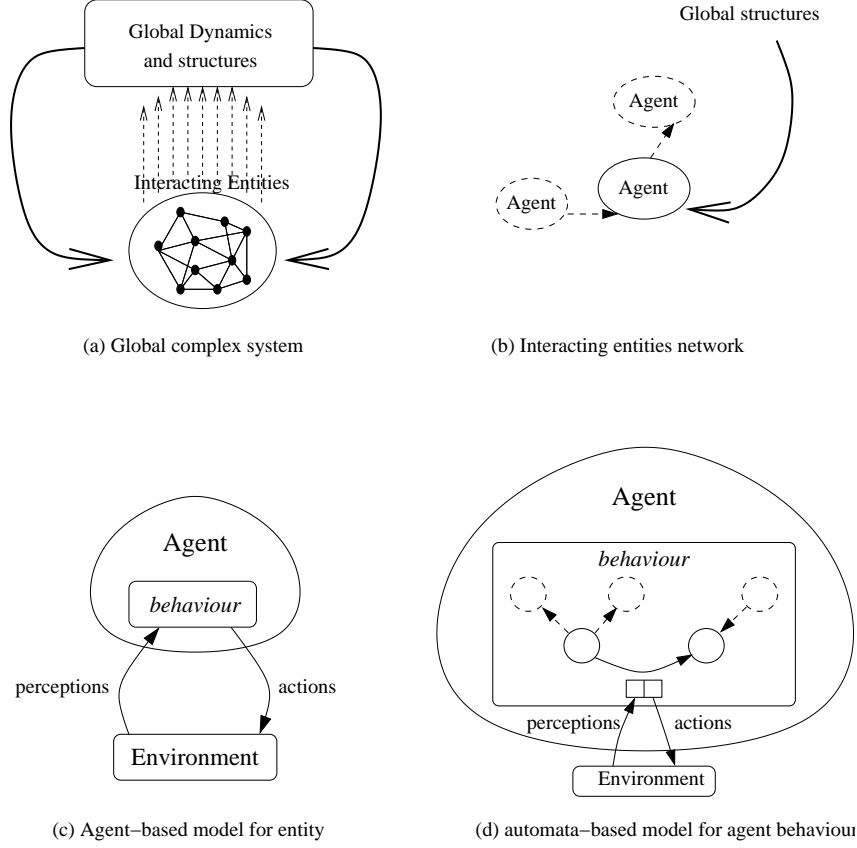 Global Dynamics
and structures
Interacting Entities
(a) Global complex system
Global structures
Agent
Agent
Agent
(b) Interacting entities network
Agent
behaviour
perceptions
actions
Environment
(c) Agent−based model for entity
Agent
behaviour
perceptions
actions
Environment
(d) automata−based model for agent behaviour